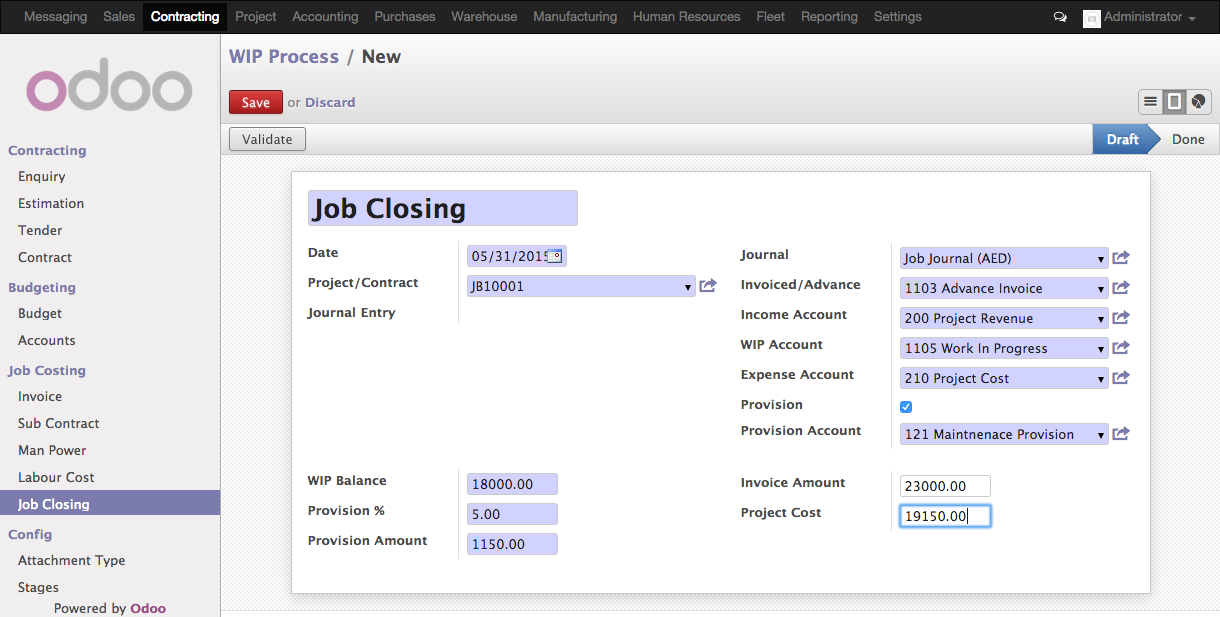 Messaging Sales Contracting Project Accounting Purchases Warehouse Manufacturing Human Resources Fleet Reporting Settings Administrator
odoo
WIP Process / New
Save or Discard
Validate
Draft Done
Contracting
Enquiry
Estimation
Tender
Contract
Budgeting
Budget
Accounts
Job Costing
Invoice
Sub Contract
Man Power
Labour Cost
Job Closing
Config
Attachment Type
Stages
Powered by Odoo
Job Closing
Date 05/31/2015
Project/Contract JB10001
Journal Entry
Journal Job Journal (AED)
Invoiced/Advance 1103 Advance Invoice
Income Account 200 Project Revenue
WIP Account 1105 Work In Progress
Expense Account 210 Project Cost
Provision
Provision Account 121 Maintnenace Provision
WIP Balance 18000.00
Provision % 5.00
Provision Amount 1150.00
Invoice Amount 23000.00
Project Cost 19150.00